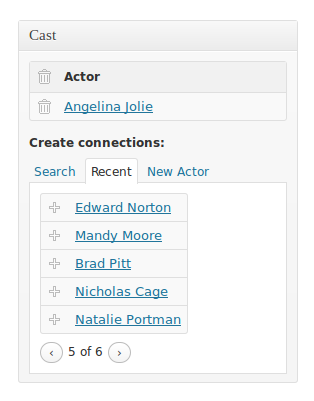 Cast
Actor
Angelina Jolie
Create connections:
Search Recent New Actor
Edward Norton
Mandy Moore
Brad Pitt
Nicholas Cage
Natalie Portman
‹ 5 of 6 ›